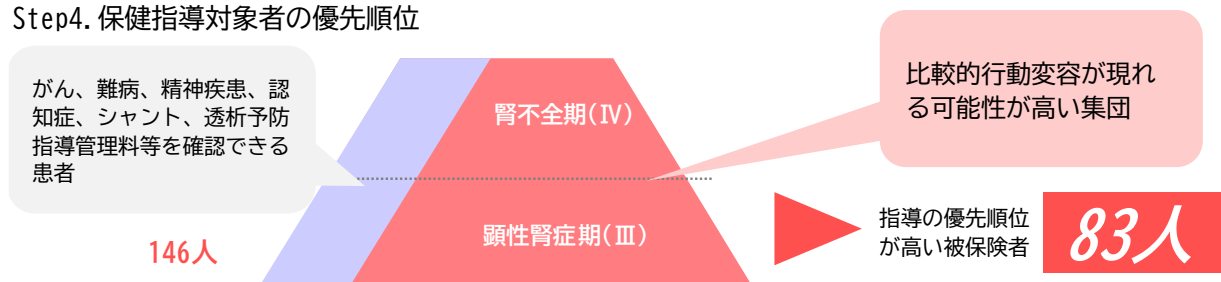 Step4.保健指導対象者の優先順位
がん、難病、精神疾患、認
知症、シャント、透析予防
指導管理料等を確認できる
患者
腎不全期(Ⅳ)
比較的行動変容が現れ
る可能性が高い集団
146人
顕性腎症期(Ⅲ)
指導の優先順位
が高い被保険者
83人